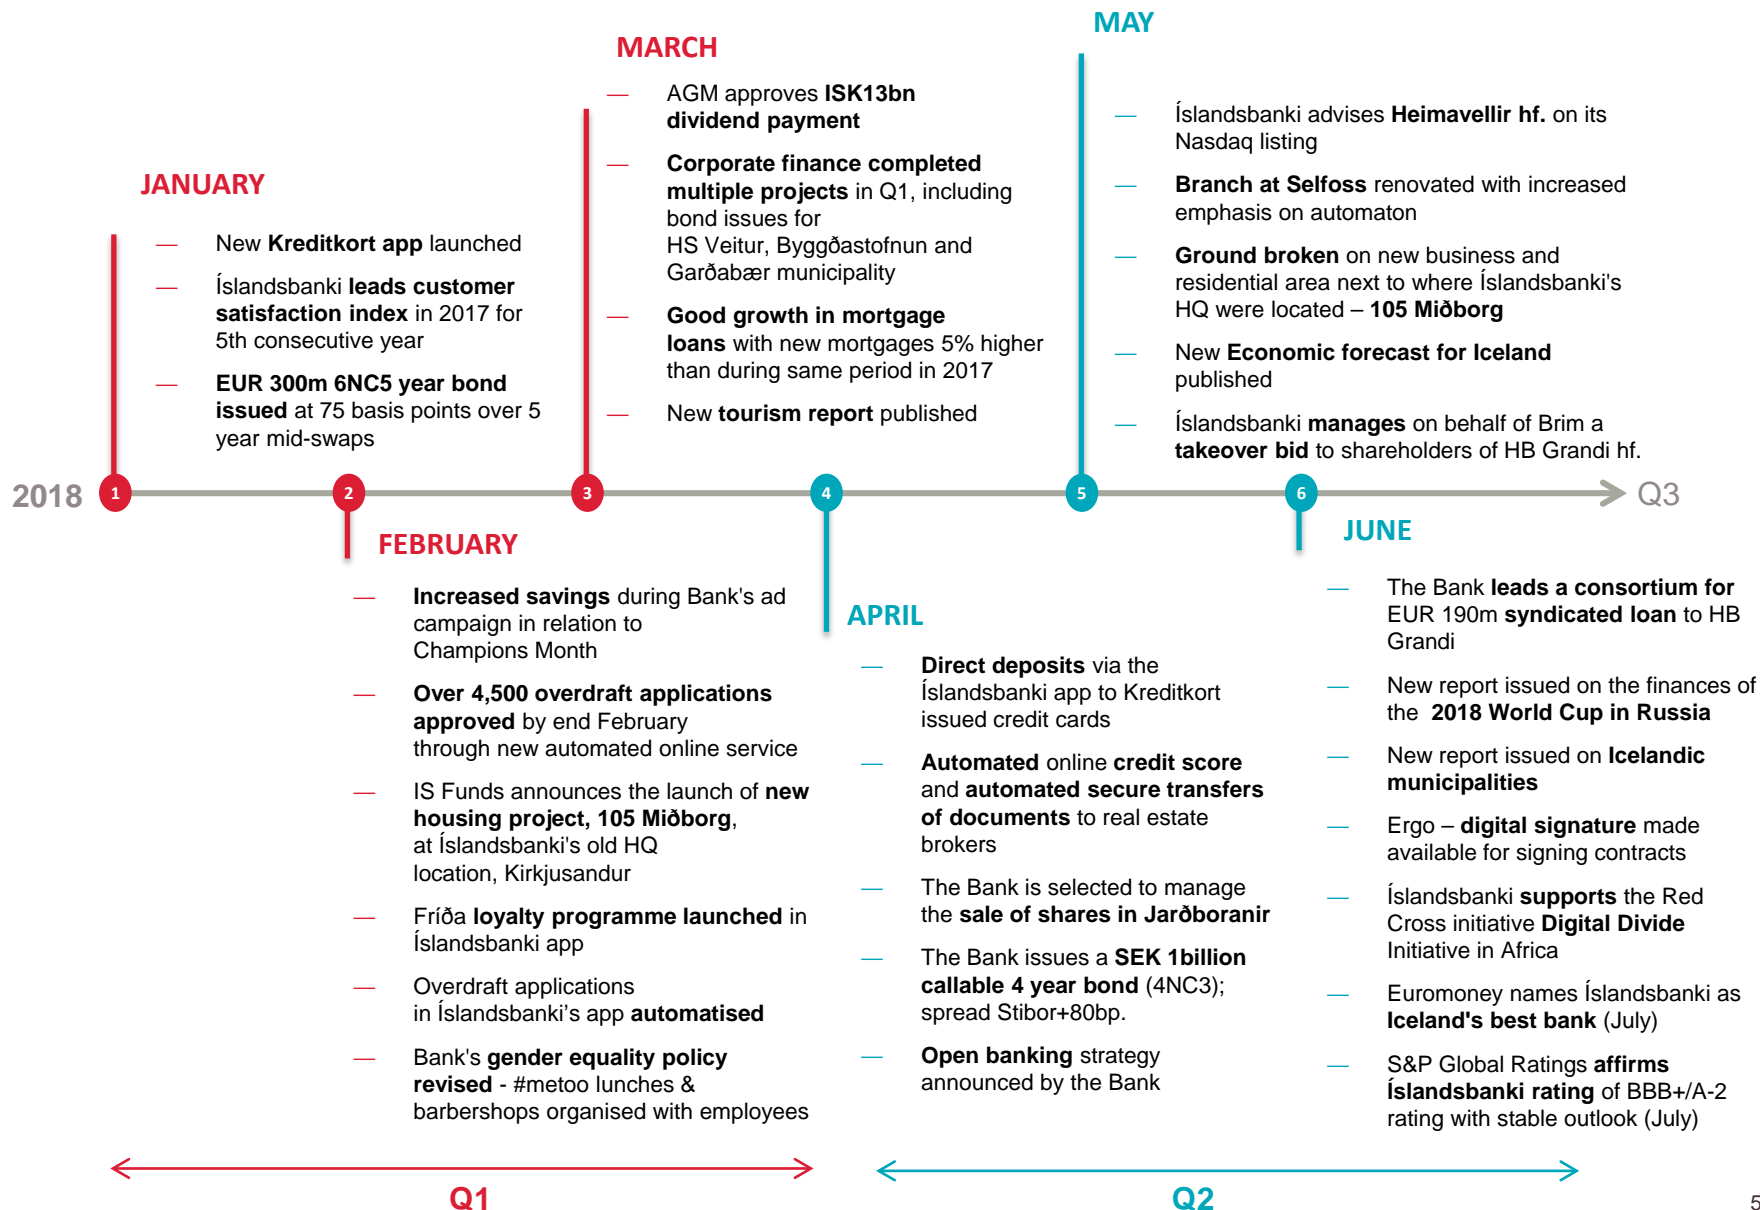 JANUARY
— New Kreditkort app launched
— Íslandsbanki leads customer
satisfaction index in 2017 for
5th consecutive year
— EUR 300m 6NC5 year bond
issued at 75 basis points over 5
year mid-swaps
MARCH
— AGM approves ISK13bn
dividend payment
— Corporate finance completed
multiple projects in Q1, including
bond issues for
HS Veitur, Byggðastofnun and
Garðabær municipality
— Good growth in mortgage
loans with new mortgages 5% higher
than during same period in 2017
— New tourism report published
MAY
— Íslandsbanki advises Heimavellir hf. on its
Nasdaq listing
— Branch at Selfoss renovated with increased
emphasis on automaton
— Ground broken on new business and
residential area next to where Íslandsbanki's
HQ were located – 105 Miðborg
— New Economic forecast for Iceland
published
— Íslandsbanki manages on behalf of Brim a
takeover bid to shareholders of HB Grandi hf.
2018 1 2 3 4 5 6 Q3
FEBRUARY
— Increased savings during Bank's ad
campaign in relation to
Champions Month
— Over 4,500 overdraft applications
approved by end February
through new automated online service
— IS Funds announces the launch of new
housing project, 105 Miðborg,
at Íslandsbanki's old HQ
location, Kirkjusandur
— Fríða loyalty programme launched in
Íslandsbanki app
— Overdraft applications
in Íslandsbanki’s app automatised
— Bank's gender equality policy
revised - #metoo lunches &
barbershops organised with employees
APRIL
— Direct deposits via the
Íslandsbanki app to Kreditkort
issued credit cards
— Automated online credit score
and automated secure transfers
of documents to real estate
brokers
— The Bank is selected to manage
the sale of shares in Jarðboranir
— The Bank issues a SEK 1billion
callable 4 year bond (4NC3);
spread Stibor+80bp.
— Open banking strategy
announced by the Bank
JUNE
— The Bank leads a consortium for
EUR 190m syndicated loan to HB
Grandi
— New report issued on the finances of
the 2018 World Cup in Russia
— New report issued on Icelandic
municipalities
— Ergo – digital signature made
available for signing contracts
— Íslandsbanki supports the Red
Cross initiative Digital Divide
Initiative in Africa
— Euromoney names Íslandsbanki as
Iceland's best bank (July)
— S&P Global Ratings affirms
Íslandsbanki rating of BBB+/A-2
rating with stable outlook (July)
Q1
Q2
5